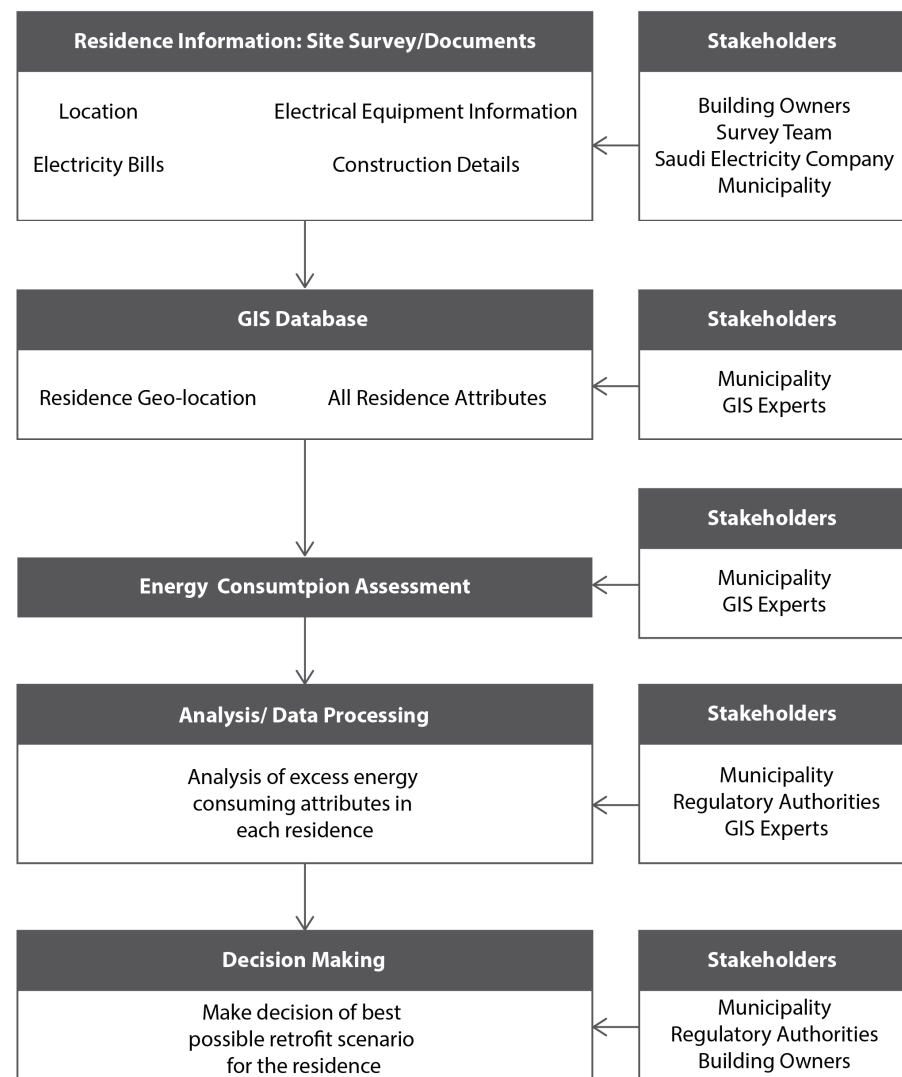 Residence Information: Site Survey/Documents
Location
Electrical Equipment Information
Electricity Bills
Construction Details
Stakeholders
Building Owners
Survey Team
Saudi Electricity Company
Municipality
GIS Database
Residence Geo-location
All Residence Attributes
Stakeholders
Municipality
GIS Experts
Energy Consumtpion Assessment
Stakeholders
Municipality
GIS Experts
Analysis/ Data Processing
Analysis of excess energy
consuming attributes in
each residence
Stakeholders
Municipality
Regulatory Authorities
GIS Experts
Decision Making
Make decision of best
possible retrofit scenario
for the residence
Stakeholders
Municipality
Regulatory Authorities
Building Owners